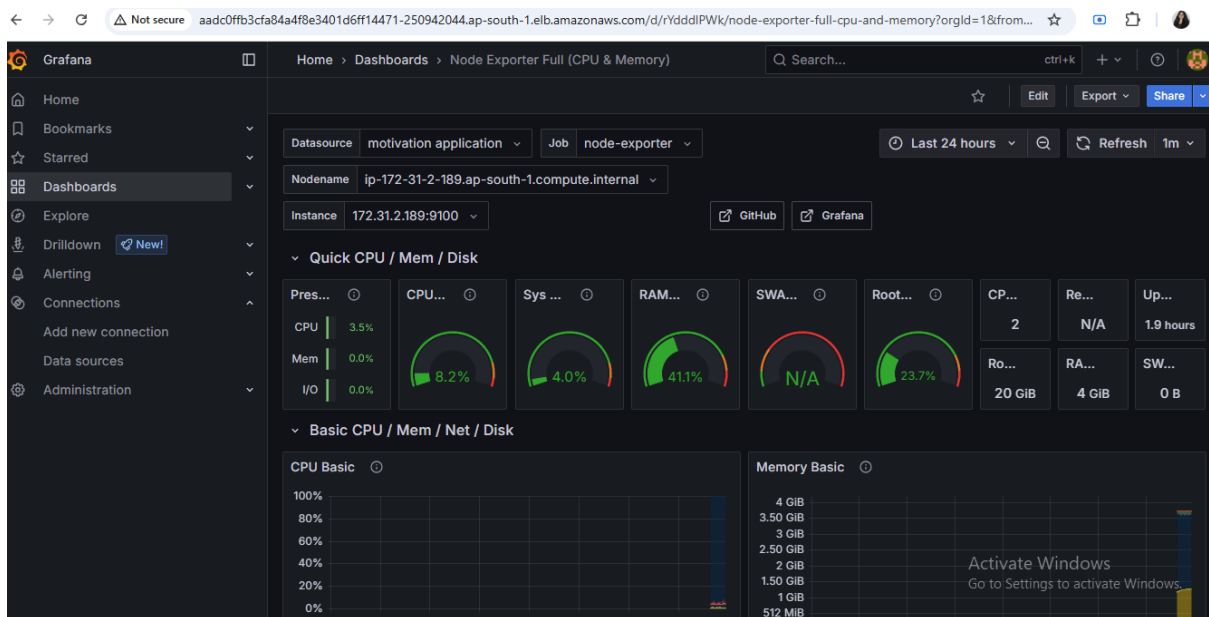 Not secure aadc0ffb3cfa84a4f8e3401d6ff14471-250942044.ap-south-1.elb.amazonaws.com/d/rYdddlPWk/node-exporter-full-cpu-and-memory?orgId=1&from...
Grafana
Home › Dashboards › Node Exporter Full (CPU & Memory)
Search...
ctrl+k
Home
Bookmarks
Starred
Dashboards
Explore
Drilldown New!
Alerting
Connections
Add new connection
Data sources
Administration
Edit
Export
Share
Datasource motivation application
Job node-exporter
Last 24 hours
Refresh 1m
Nodename ip-172-31-2-189.ap-south-1.compute.internal
Instance 172.31.2.189:9100
GitHub
Grafana
Quick CPU / Mem / Disk
Pres...
CPU 3.5%
Mem 0.0%
I/O 0.0%
CPU...
8.2%
Sys ...
4.0%
RAM...
41.1%
SWA...
N/A
Root...
23.7%
CP...
2
Re...
N/A
Up...
1.9 hours
Ro...
20 GiB
RA...
4 GiB
SW...
0 B
Basic CPU / Mem / Net / Disk
CPU Basic
100%
80%
60%
40%
20%
0%
Memory Basic
4 GiB
3.50 GiB
3 GiB
2.50 GiB
2 GiB
1.50 GiB
1 GiB
512 MiB
Activate Windows
Go to Settings to activate Windows.